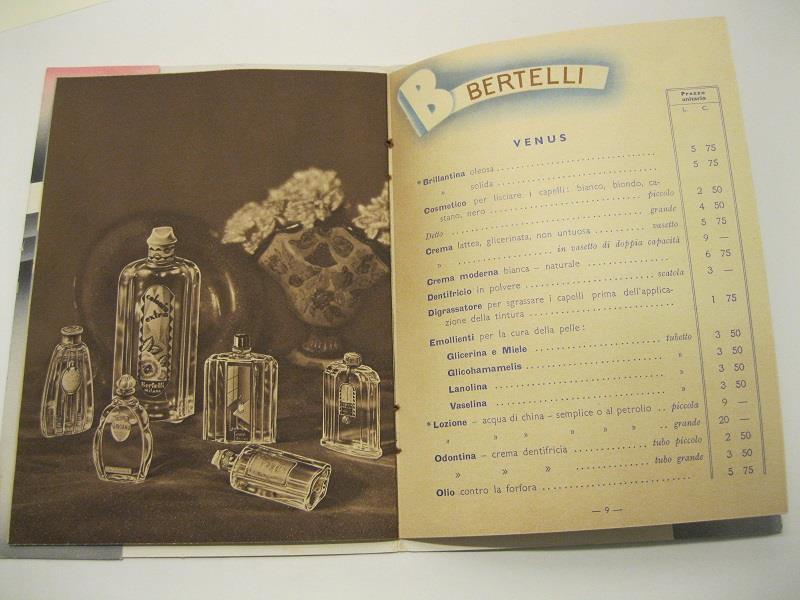 Bertelli
Milano
B BERTELLI
VENUS
Prezzo
unitario
L. C.
*Brillantina oleosa .......... 5 75
» solida .......... 5 75
Cosmetico per lisciare i capelli: bianco, biondo, ca-
stano, nero .......... piccolo 2 50
Detto .......... grande 4 50
Crema lattea, glicerinata, non untuosa .......... vasetto 5 75
» .......... in vasetto di doppia capacità 9 —
Crema moderna bianca – naturale .......... 6 75
Dentifricio in polvere .......... scatola 3 —
Digrassatore per sgrassare i capelli prima dell'applica-
zione della tintura .......... 1 75
Emollienti per la cura della pelle:
Glicerina e Miele .......... tubetto 3 50
Glicohamamelis .......... » 3 50
Lanolina .......... » 3 50
Vaselina .......... » 3 50
*Lozione – acqua di china – semplice o al petrolio .. piccola 9 —
» » » » » » .. grande 20 —
Odontina – crema dentifricia .......... tubo piccolo 2 50
» » » .......... tubo grande 3 50
Olio contro la forfora .......... 5 75
— 9 —